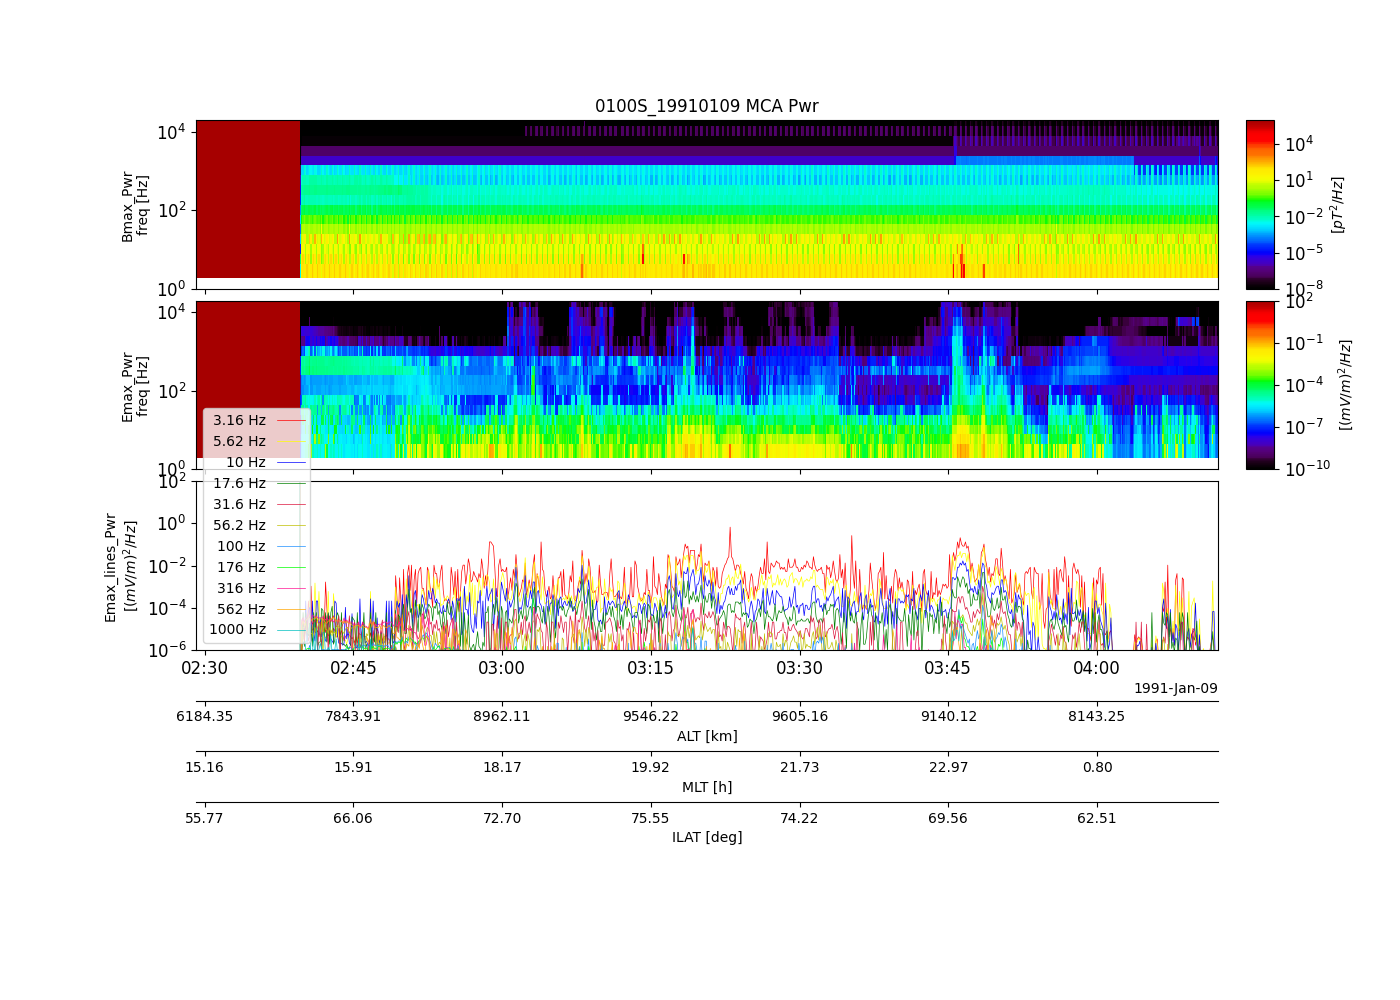 0100S_19910109 MCA Pwr
10^4
10^2
10^0
Bmax_Pwr
freq [Hz]
10^4
10^1
10^−2
10^−5
10^−8
[pT^2/Hz]
10^4
10^2
10^0
Emax_Pwr
freq [Hz]
10^2
10^−1
10^−4
10^−7
10^−10
[(mV/m)^2/Hz]
3.16 Hz
5.62 Hz
10 Hz
17.6 Hz
31.6 Hz
56.2 Hz
100 Hz
176 Hz
316 Hz
562 Hz
1000 Hz
10^2
10^0
10^−2
10^−4
10^−6
Emax_lines_Pwr
[(mV/m)^2/Hz]
02:30 02:45 03:00 03:15 03:30 03:45 04:00
1991-Jan-09
6184.35 7843.91 8962.11 9546.22 9605.16 9140.12 8143.25
ALT [km]
15.16 15.91 18.17 19.92 21.73 22.97 0.80
MLT [h]
55.77 66.06 72.70 75.55 74.22 69.56 62.51
ILAT [deg]